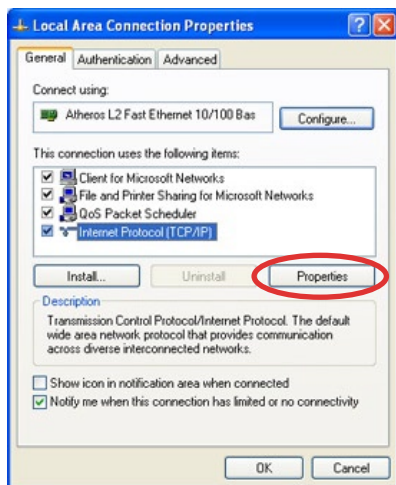 Local Area Connection Properties
General Authentication Advanced
Connect using:
Atheros L2 Fast Ethernet 10/100 Bas Configure...
This connection uses the following items:
Client for Microsoft Networks
File and Printer Sharing for Microsoft Networks
QoS Packet Scheduler
Internet Protocol (TCP/IP)
Install... Uninstall Properties
Description
Transmission Control Protocol/Internet Protocol. The default
wide area network protocol that provides communication
across diverse interconnected networks.
Show icon in notification area when connected
Notify me when this connection has limited or no connectivity
OK Cancel